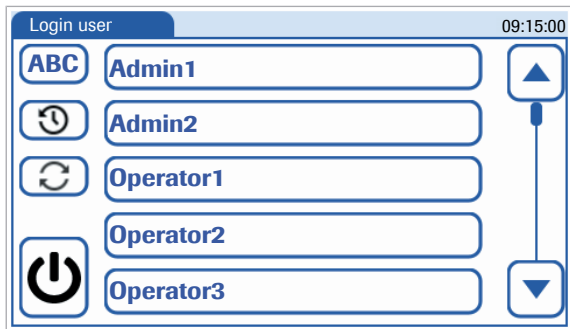 Login user
09:15:00
ABC
Admin1
Admin2
Operator1
Operator2
Operator3